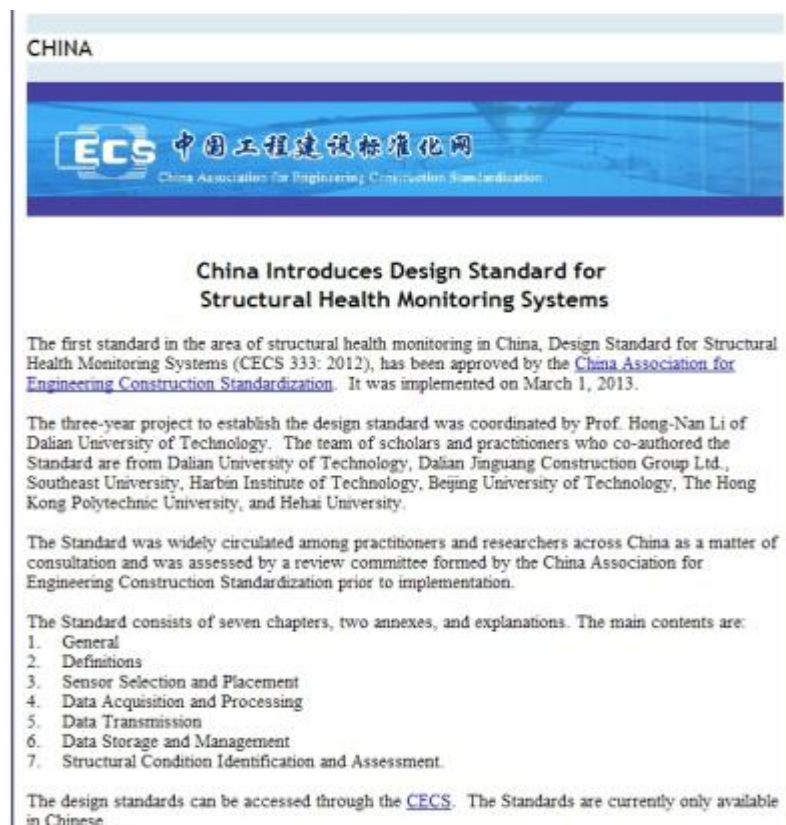 CHINA
ECS 中国工程建设标准化网
China Association for Engineering Construction Standardization
China Introduces Design Standard for
Structural Health Monitoring Systems
The first standard in the area of structural health monitoring in China, Design Standard for Structural
Health Monitoring Systems (CECS 333: 2012), has been approved by the China Association for
Engineering Construction Standardization.  It was implemented on March 1, 2013.
The three-year project to establish the design standard was coordinated by Prof. Hong-Nan Li of
Dalian University of Technology.  The team of scholars and practitioners who co-authored the
Standard are from Dalian University of Technology, Dalian Jinguang Construction Group Ltd.,
Southeast University, Harbin Institute of Technology, Beijing University of Technology, The Hong
Kong Polytechnic University, and Hehai University.
The Standard was widely circulated among practitioners and researchers across China as a matter of
consultation and was assessed by a review committee formed by the China Association for
Engineering Construction Standardization prior to implementation.
The Standard consists of seven chapters, two annexes, and explanations. The main contents are:
1. General
2. Definitions
3. Sensor Selection and Placement
4. Data Acquisition and Processing
5. Data Transmission
6. Data Storage and Management
7. Structural Condition Identification and Assessment.
The design standards can be accessed through the CECS.  The Standards are currently only available
in Chinese